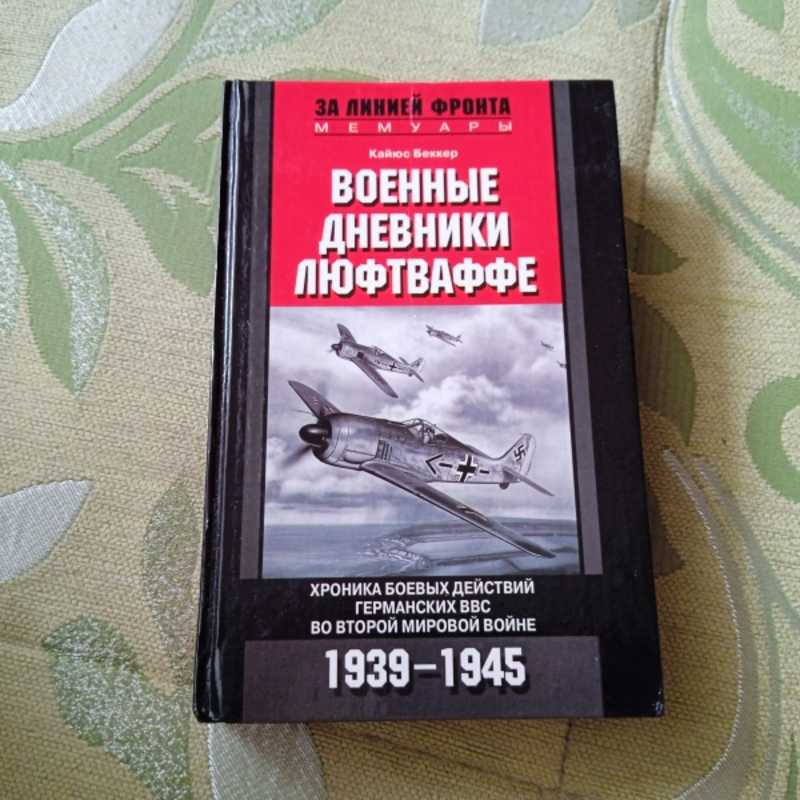 ЗА ЛИНИЕЙ ФРОНТА
МЕМУАРЫ
Кайюс Беккер
ВОЕННЫЕ
ДНЕВНИКИ
ЛЮФТВАФФЕ
ХРОНИКА БОЕВЫХ ДЕЙСТВИЙ
ГЕРМАНСКИХ ВВС
ВО ВТОРОЙ МИРОВОЙ ВОЙНЕ
1939–1945